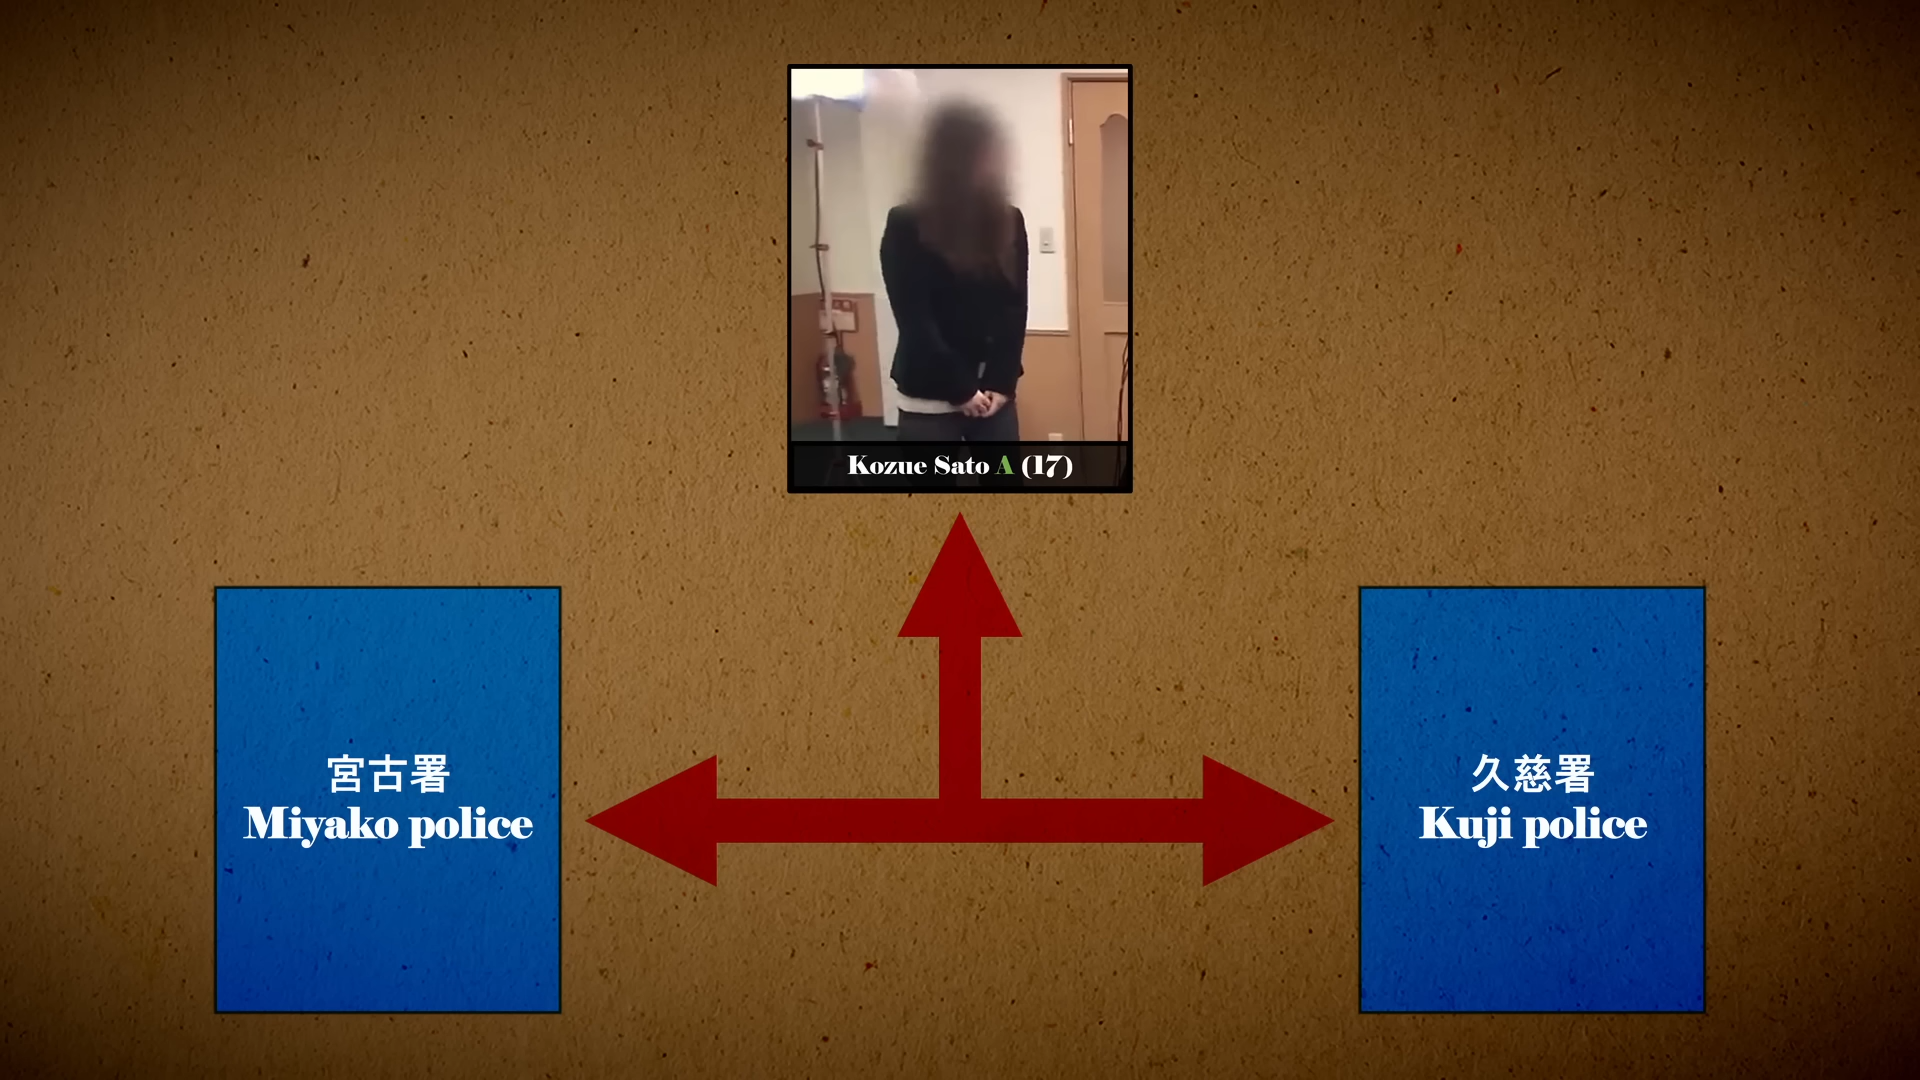 Kozue Sato A (17)
宮古署
Miyako police
久慈署
Kuji police